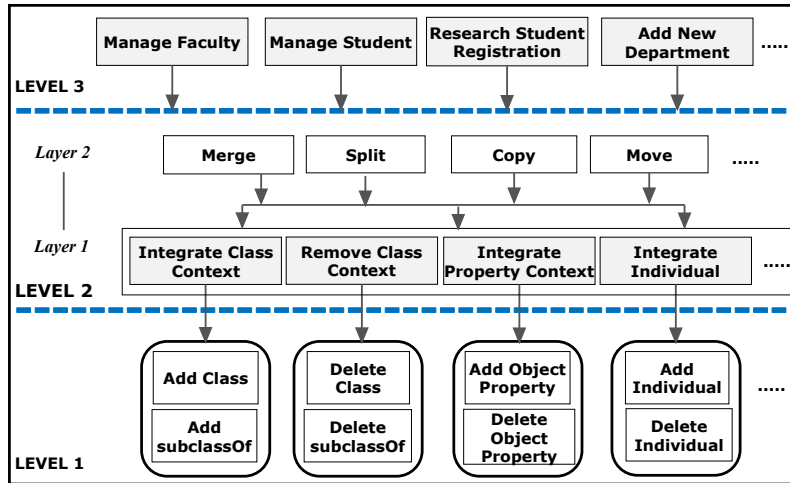 Manage Faculty
Manage Student
Research Student
Registration
Add New
Department
.....
LEVEL 3
Layer 2
Merge
Split
Copy
Move
.....
Layer 1
Integrate Class
Context
Remove Class
Context
Integrate
Property Context
Integrate
Individual
.....
LEVEL 2
Add Class
Delete
Class
Add Object
Property
Add
Individual
.....
Add
subclassOf
Delete
subclassOf
Delete
Object
Property
Delete
Individual
LEVEL 1